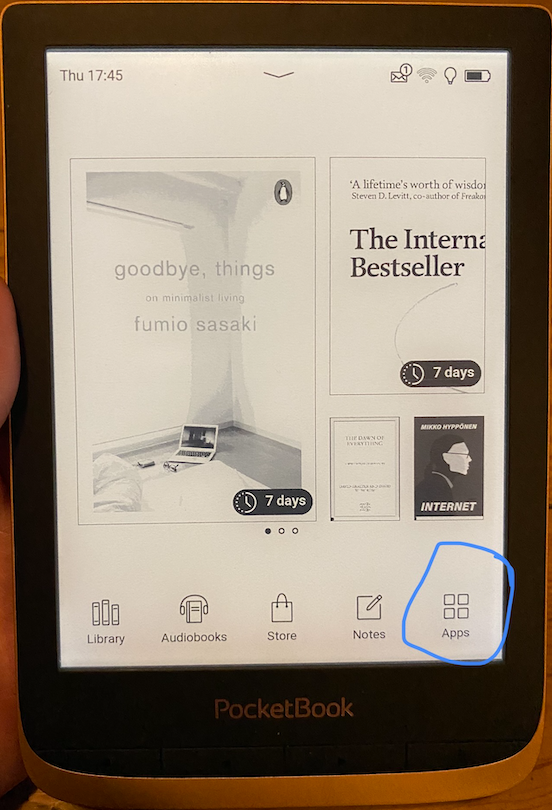 Thu 17:45
1
goodbye, things
on minimalist living
fumio sasaki
7 days
'A lifetime's worth of wisdo
Steven D. Levitt, co-author of Freako
The Interna
Bestseller
7 days
THE DAWN OF
EVERYTHING
MIKKO HYPPÖNEN
INTERNET
Library
Audiobooks
Store
Notes
Apps
PocketBook